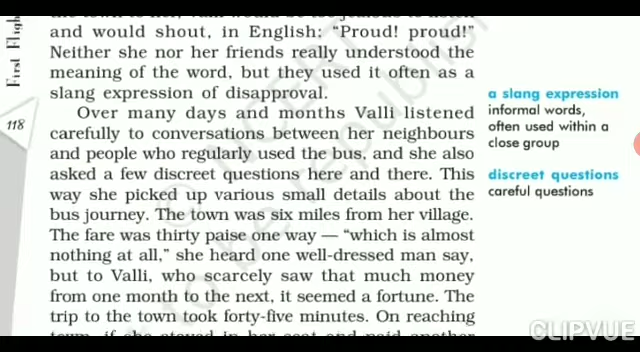 and would shout, in English: "Proud! proud!"
Neither she nor her friends really understood the
meaning of the word, but they used it often as a
slang expression of disapproval.
Over many days and months Valli listened
carefully to conversations between her neighbours
and people who regularly used the bus, and she also
asked a few discreet questions here and there. This
way she picked up various small details about the
bus journey. The town was six miles from her village.
The fare was thirty paise one way — "which is almost
nothing at all," she heard one well-dressed man say,
but to Valli, who scarcely saw that much money
from one month to the next, it seemed a fortune. The
trip to the town took forty-five minutes. On reaching
First Fligh
118
a slang expression
informal words,
often used within a
close group
discreet questions
careful questions
© NCERT
to be republish
CLIPVUE